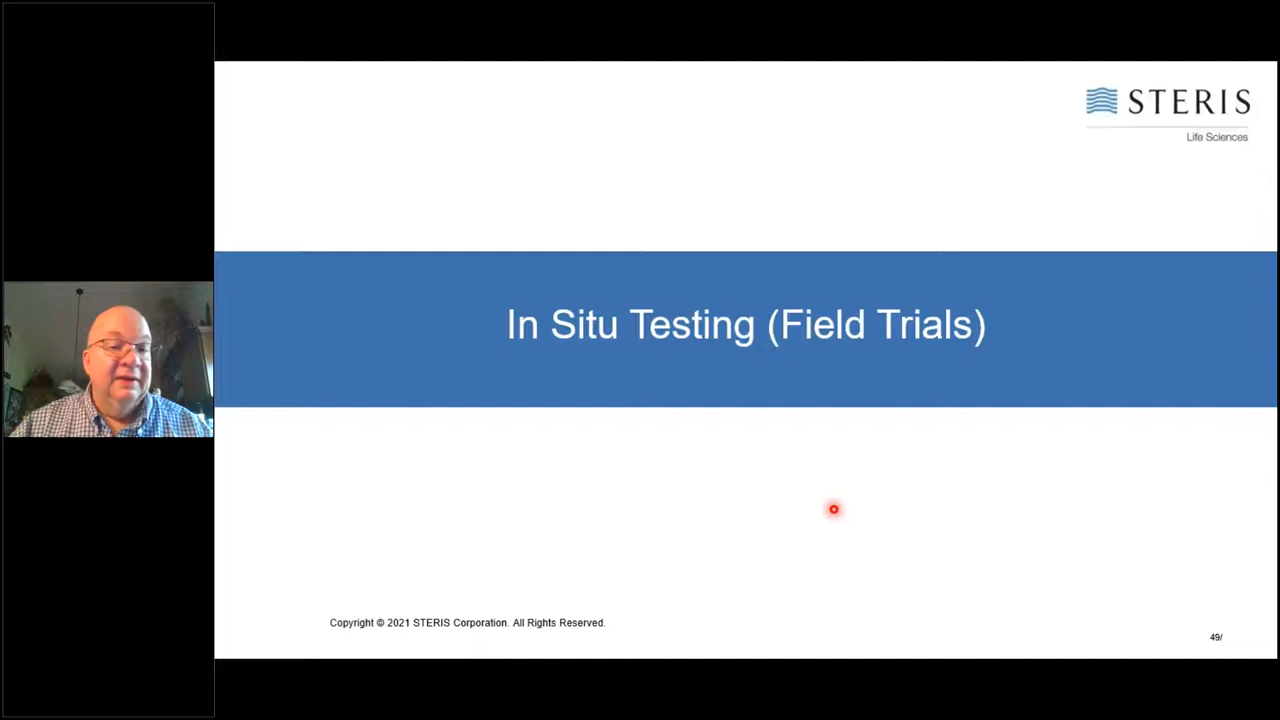 STERIS
Life Sciences
In Situ Testing (Field Trials)
Copyright © 2021 STERIS Corporation. All Rights Reserved.
49/